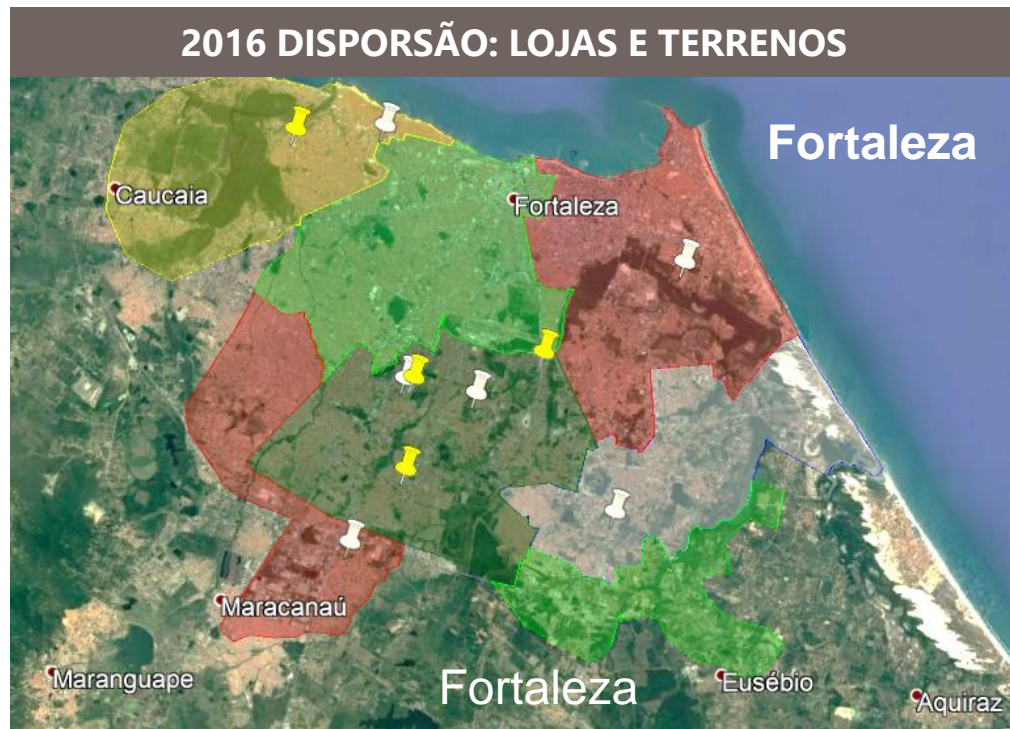 2016 DISPORSÃO: LOJAS E TERRENOS
Fortaleza
Caucaia
Fortaleza
Maracanaú
Maranguape
Fortaleza
Eusébio
Aquiraz